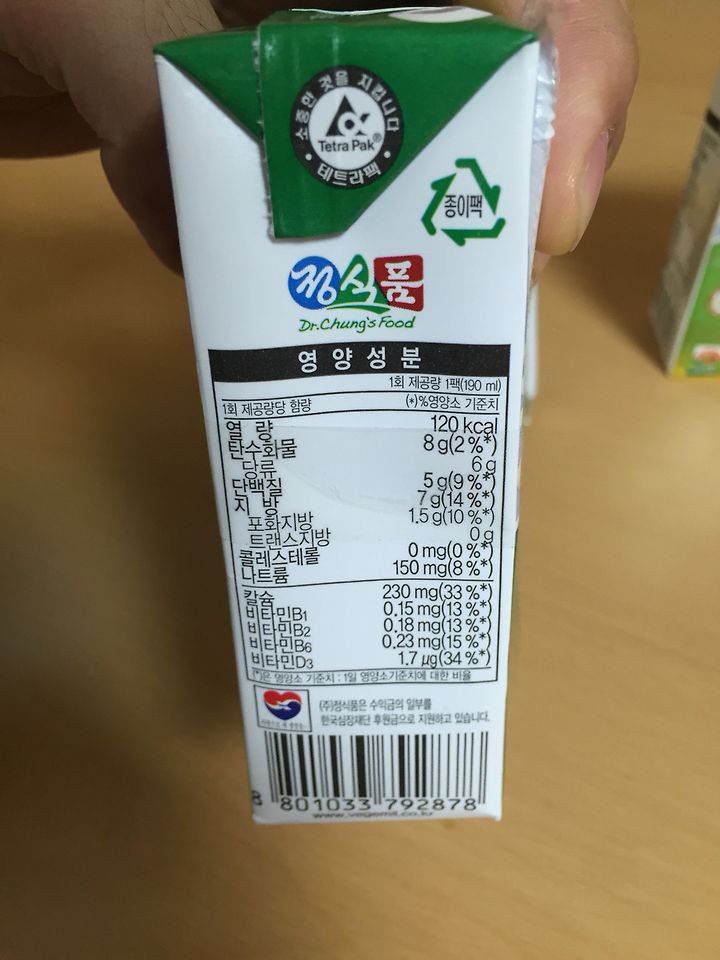 소중한 것을 지킵니다
Tetra Pak®
테트라팩
종이팩
정식품
Dr.Chung's Food
영 양 성 분
1회 제공량 1팩(190 ml)
1회 제공량당 함량 (*)%영양소 기준치
열 량 120 kcal
탄수화물 8 g(2 %*)
당류 6 g
단백질 5 g(9 %*)
지 방 7 g(14 %*)
포화지방 1.5 g(10 %*)
트랜스지방 0 g
콜레스테롤 0 mg(0 %*)
나트륨 150 mg(8 %*)
칼슘 230 mg(33 %*)
비타민B1 0.15 mg(13 %*)
비타민B2 0.18 mg(13 %*)
비타민B6 0.23 mg(15 %*)
비타민D3 1.7 µg(34 %*)
(*)은 영양소 기준치 : 1일 영양소기준치에 대한 비율
(주)정식품은 수익금의 일부를
한국심장재단 후원금으로 지원하고 있습니다.
8 801033 792878
www.vegemil.co.kr